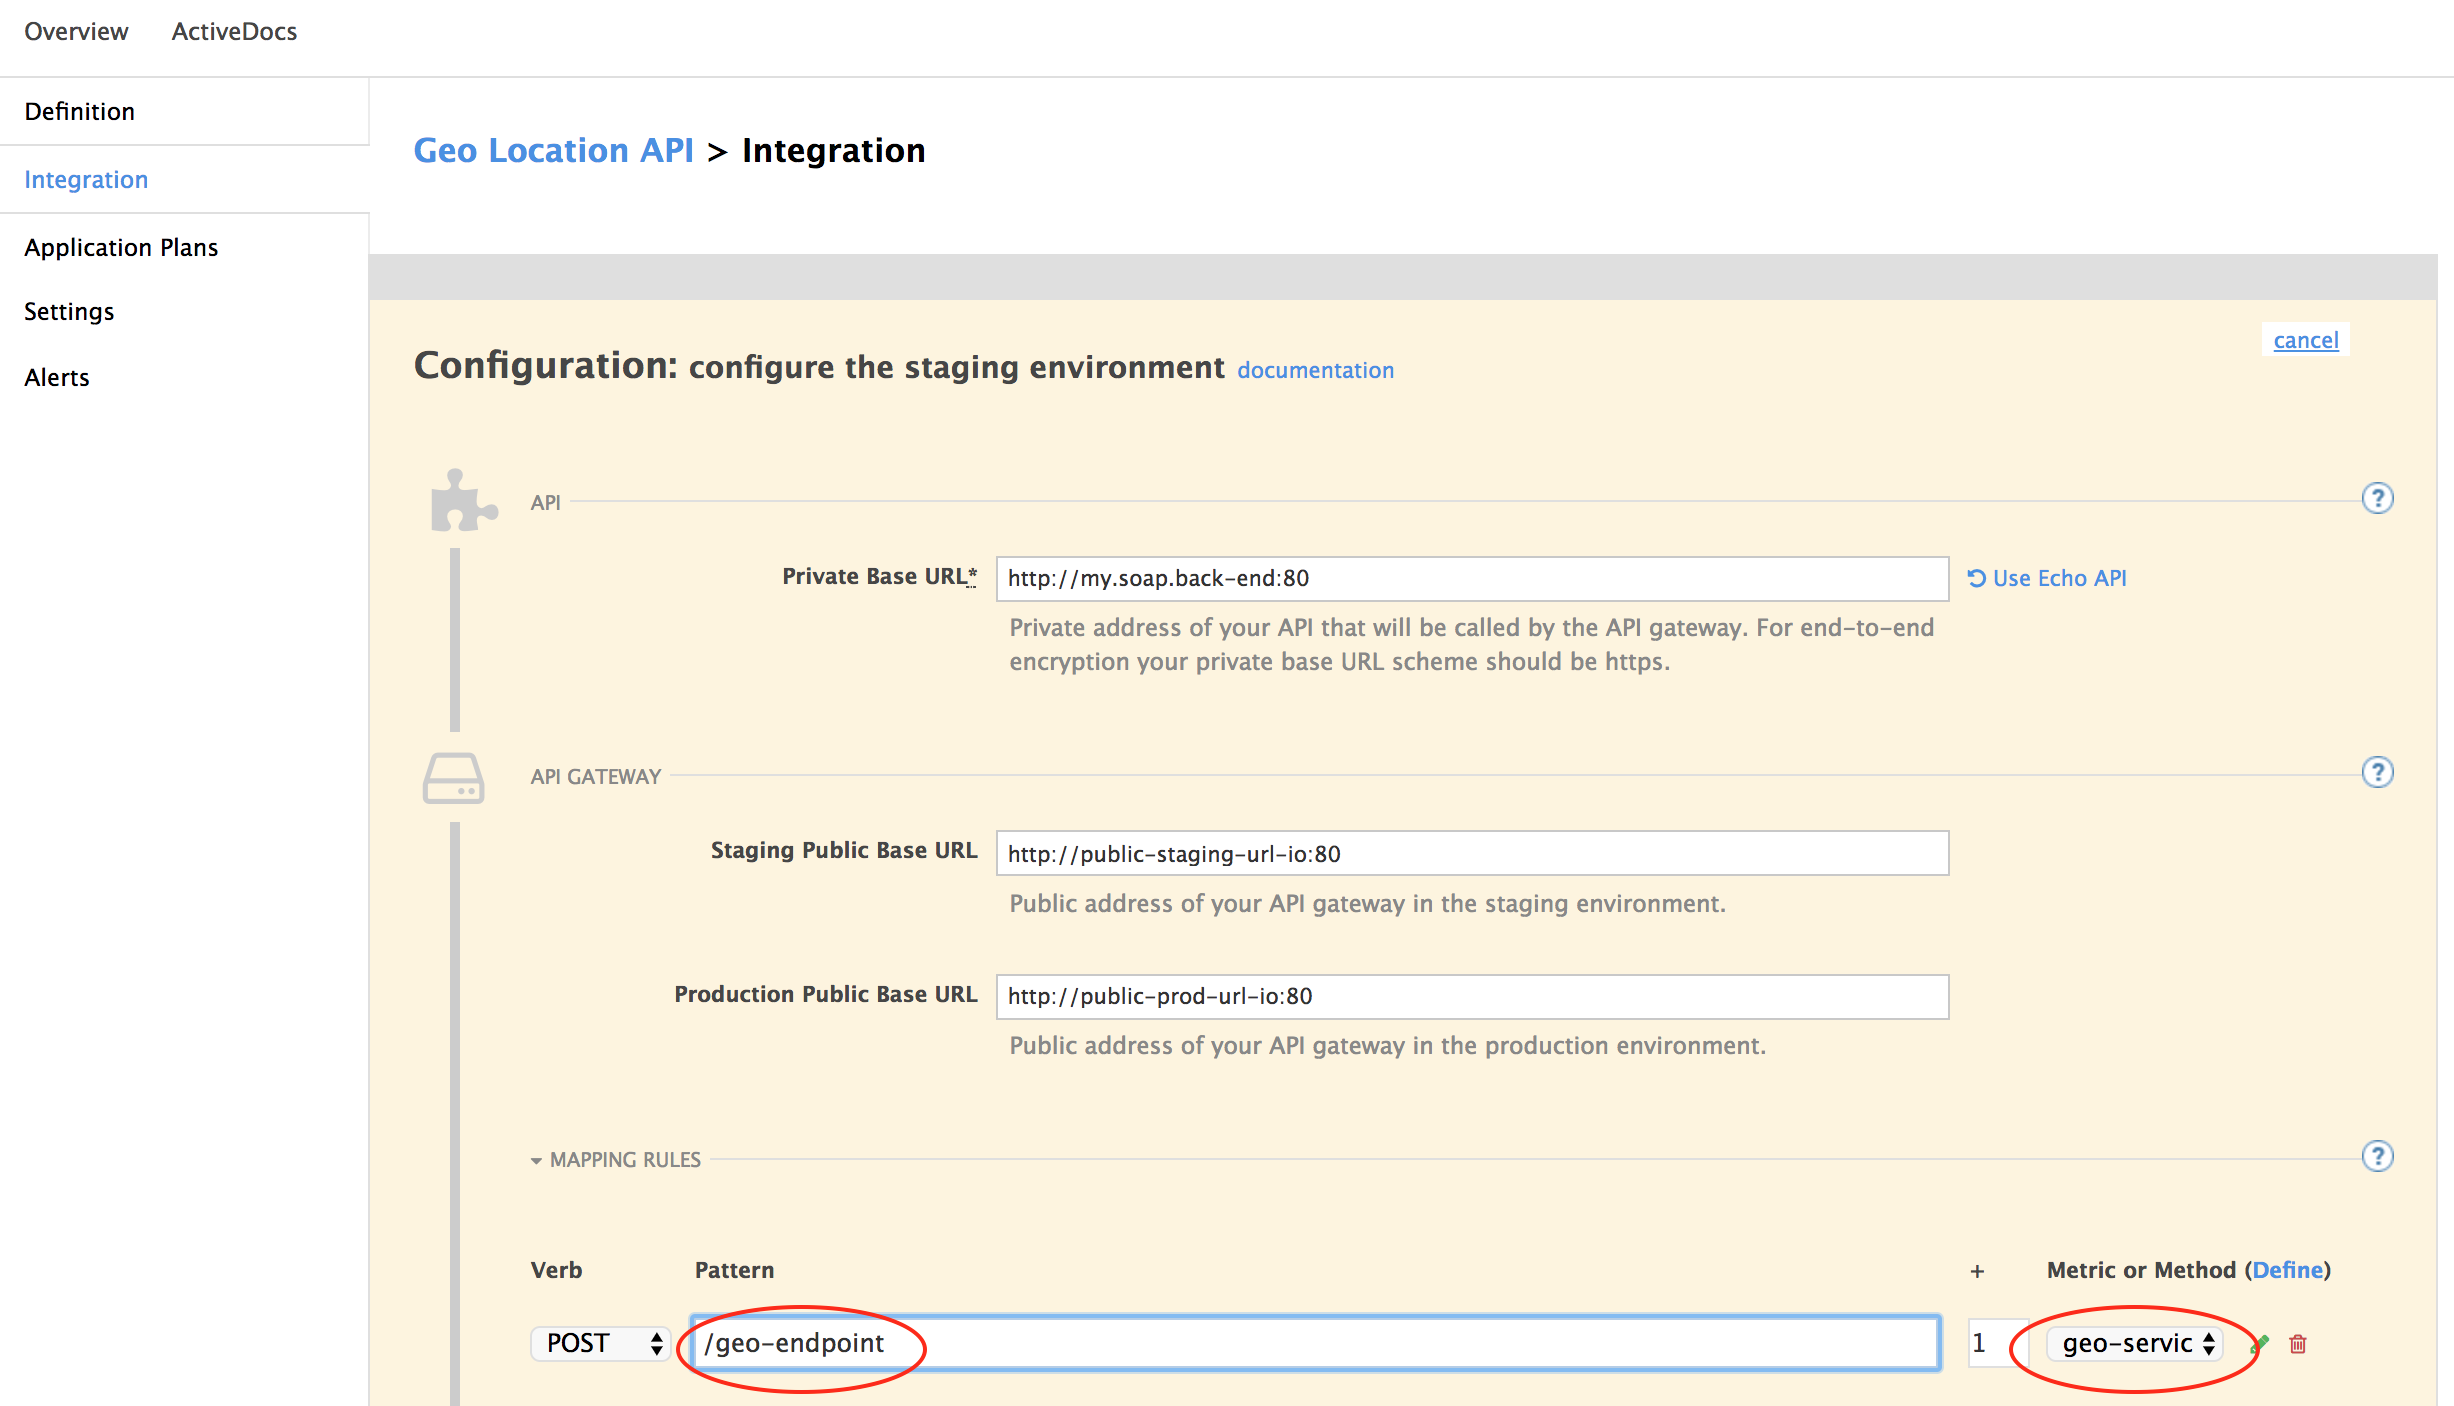 Overview ActiveDocs
Definition
Integration
Application Plans
Settings
Alerts
Geo Location API > Integration
cancel
Configuration: configure the staging environment documentation
API
?
Private Base URL* http://my.soap.back-end:80 Use Echo API
Private address of your API that will be called by the API gateway. For end-to-end
encryption your private base URL scheme should be https.
API GATEWAY
?
Staging Public Base URL http://public-staging-url-io:80
Public address of your API gateway in the staging environment.
Production Public Base URL http://public-prod-url-io:80
Public address of your API gateway in the production environment.
MAPPING RULES
?
Verb Pattern + Metric or Method (Define)
POST /geo-endpoint 1 geo-servic